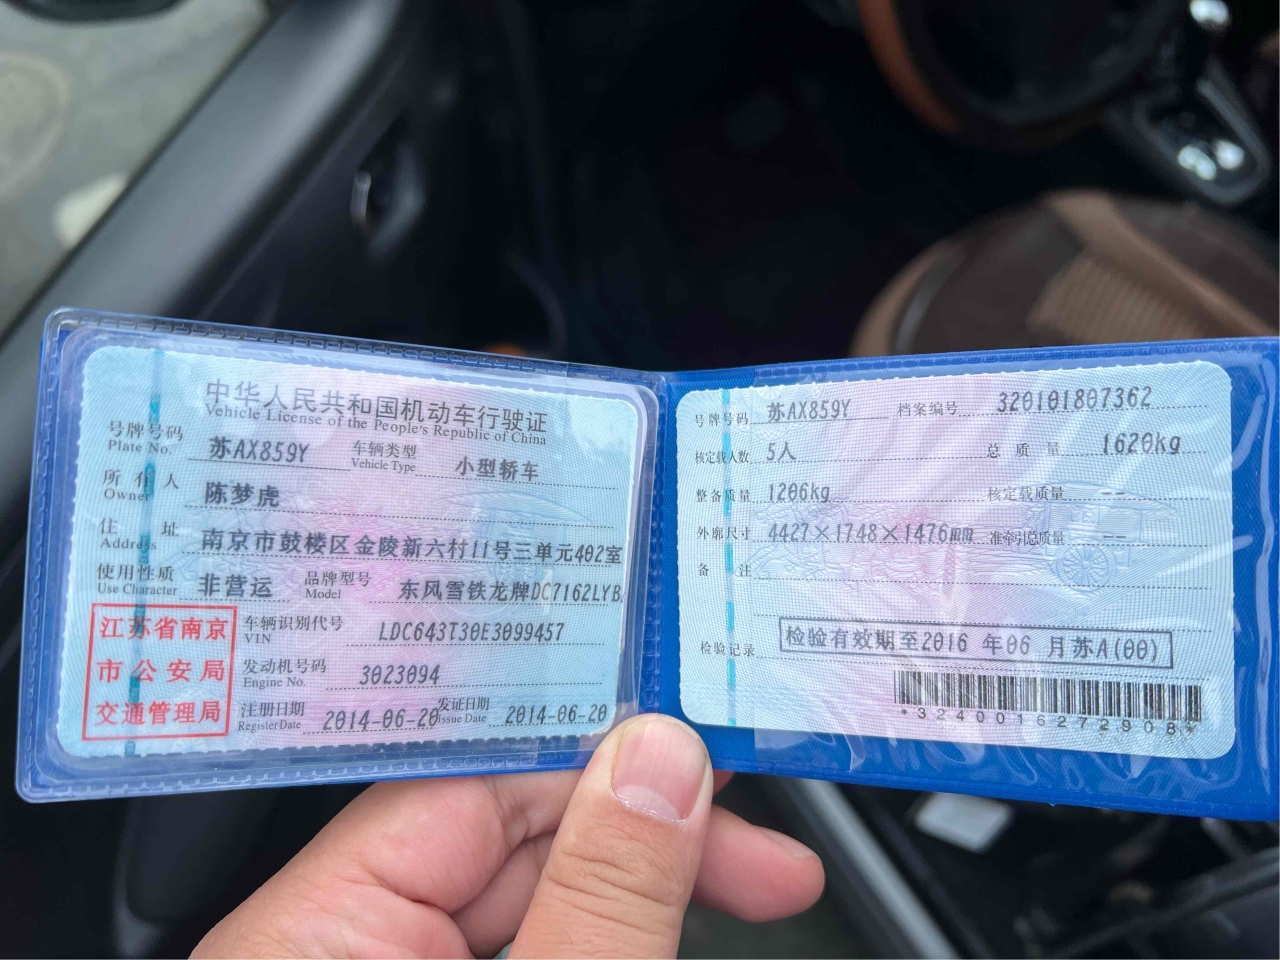 中华人民共和国机动车行驶证
Vehicle License of the People's Republic of China
号牌号码 苏AX859Y 车辆类型 小型轿车
Plate No. Vehicle Type
所有人 陈梦虎
Owner
住址 南京市鼓楼区金陵新六村11号三单元402室
Address
使用性质 非营运 品牌型号 东风雪铁龙牌DC7162LYB
Use Character Model
江苏省南京市公安局交通管理局
车辆识别代号 LDC643T30E3099457
VIN
发动机号码 3023094
Engine No.
注册日期 2014-06-20 发证日期 2014-06-20
Register Date Issue Date
号牌号码 苏AX859Y 档案编号 320101807362
核定载人数 5人 总质量 1620kg
整备质量 1206kg 核定载质量 --
外廓尺寸 4427×1748×1476mm 准牵引总质量 --
备注
检验记录 检验有效期至2016 年06 月苏A(00)
*3240016272908*